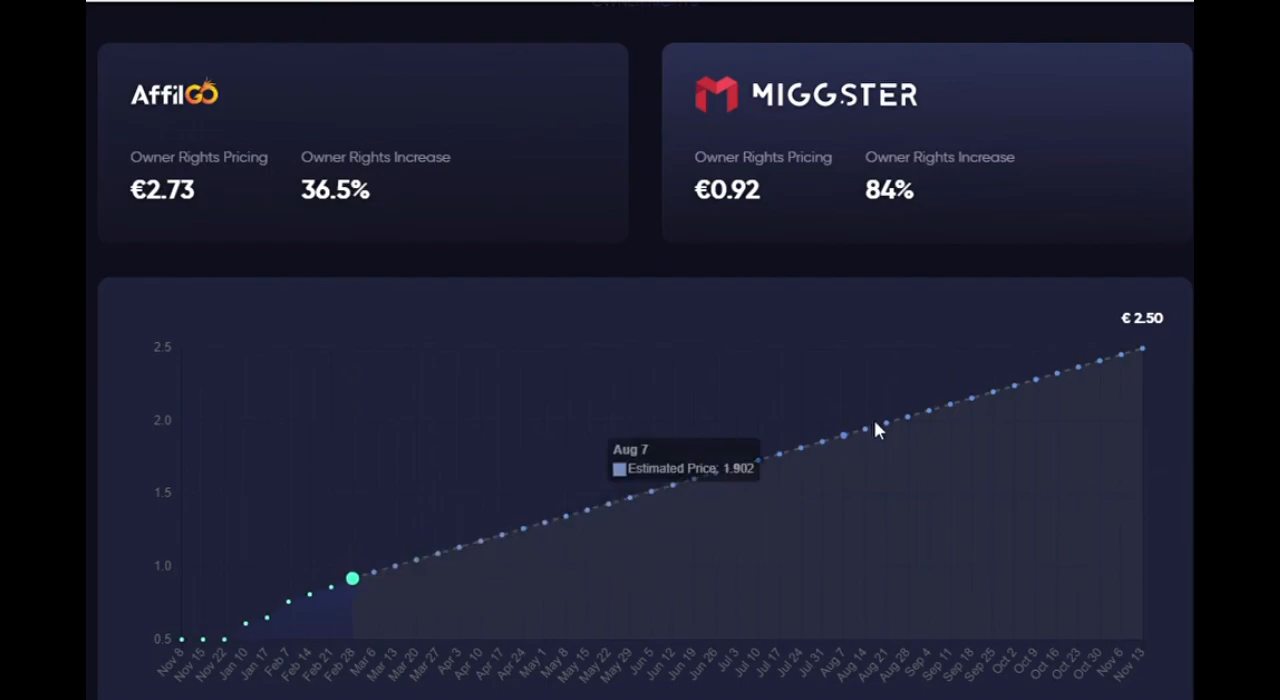 AffilGO
MIGGSTER
Owner Rights Pricing Owner Rights Increase
€2.73 36.5%
Owner Rights Pricing Owner Rights Increase
€0.92 84%
€ 2.50
2.5
2.0
1.5
1.0
0.5
Aug 7
Estimated Price: 1.902
Nov 8 Nov 15 Nov 22 Jan 10 Jan 17 Feb 7 Feb 14 Feb 21 Feb 28 Mar 6 Mar 13 Mar 20 Mar 27 Apr 3 Apr 10 Apr 17 Apr 24 May 1 May 8 May 15 May 22 May 29 Jun 5 Jun 12 Jun 19 Jun 26 Jul 3 Jul 10 Jul 17 Jul 24 Jul 31 Aug 7 Aug 14 Aug 21 Aug 28 Sep 4 Sep 11 Sep 18 Sep 25 Oct 2 Oct 9 Oct 16 Oct 23 Oct 30 Nov 6 Nov 13